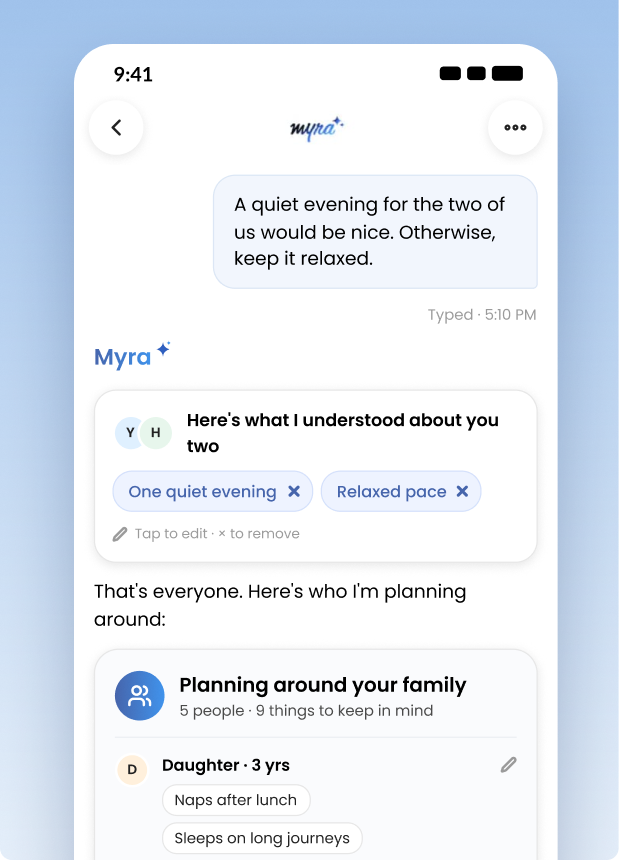 9:41
myra
A quiet evening for the two of
us would be nice. Otherwise,
keep it relaxed.
Typed · 5:10 PM
Myra
Y H
Here's what I understood about you
two
One quiet evening ×
Relaxed pace ×
Tap to edit · × to remove
That's everyone. Here's who I'm planning
around:
Planning around your family
5 people · 9 things to keep in mind
D
Daughter · 3 yrs
Naps after lunch
Sleeps on long journeys